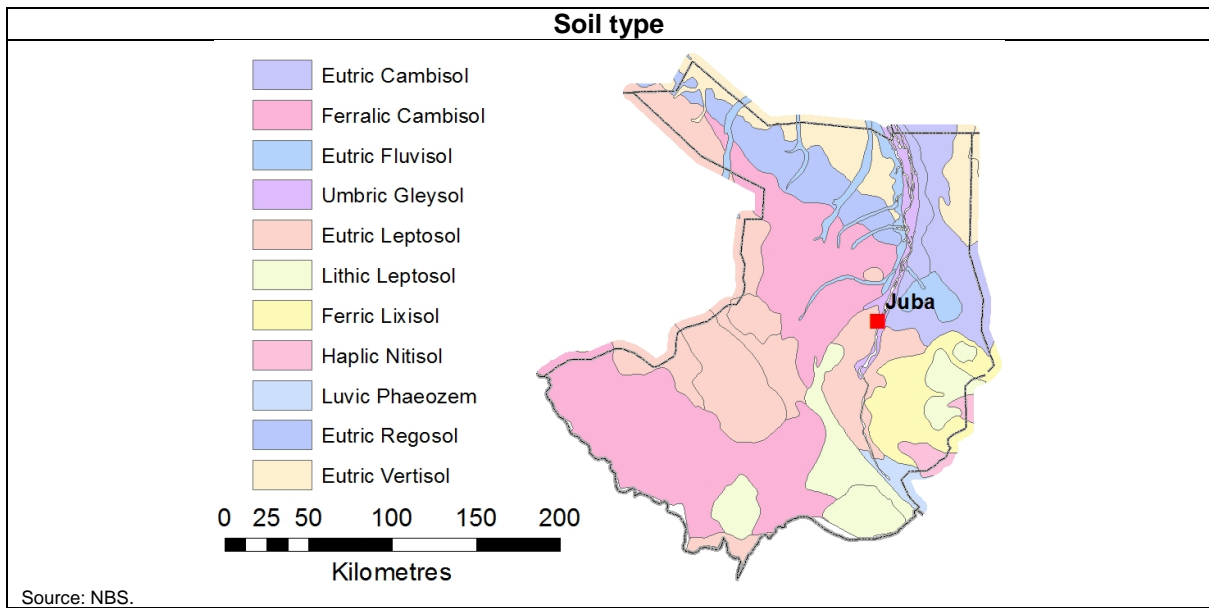 Soil type
Eutric Cambisol
Ferralic Cambisol
Eutric Fluvisol
Umbric Gleysol
Eutric Leptosol
Lithic Leptosol
Ferric Lixisol
Haplic Nitisol
Luvic Phaeozem
Eutric Regosol
Eutric Vertisol
0 25 50 100 150 200
Kilometres
Juba
Source: NBS.